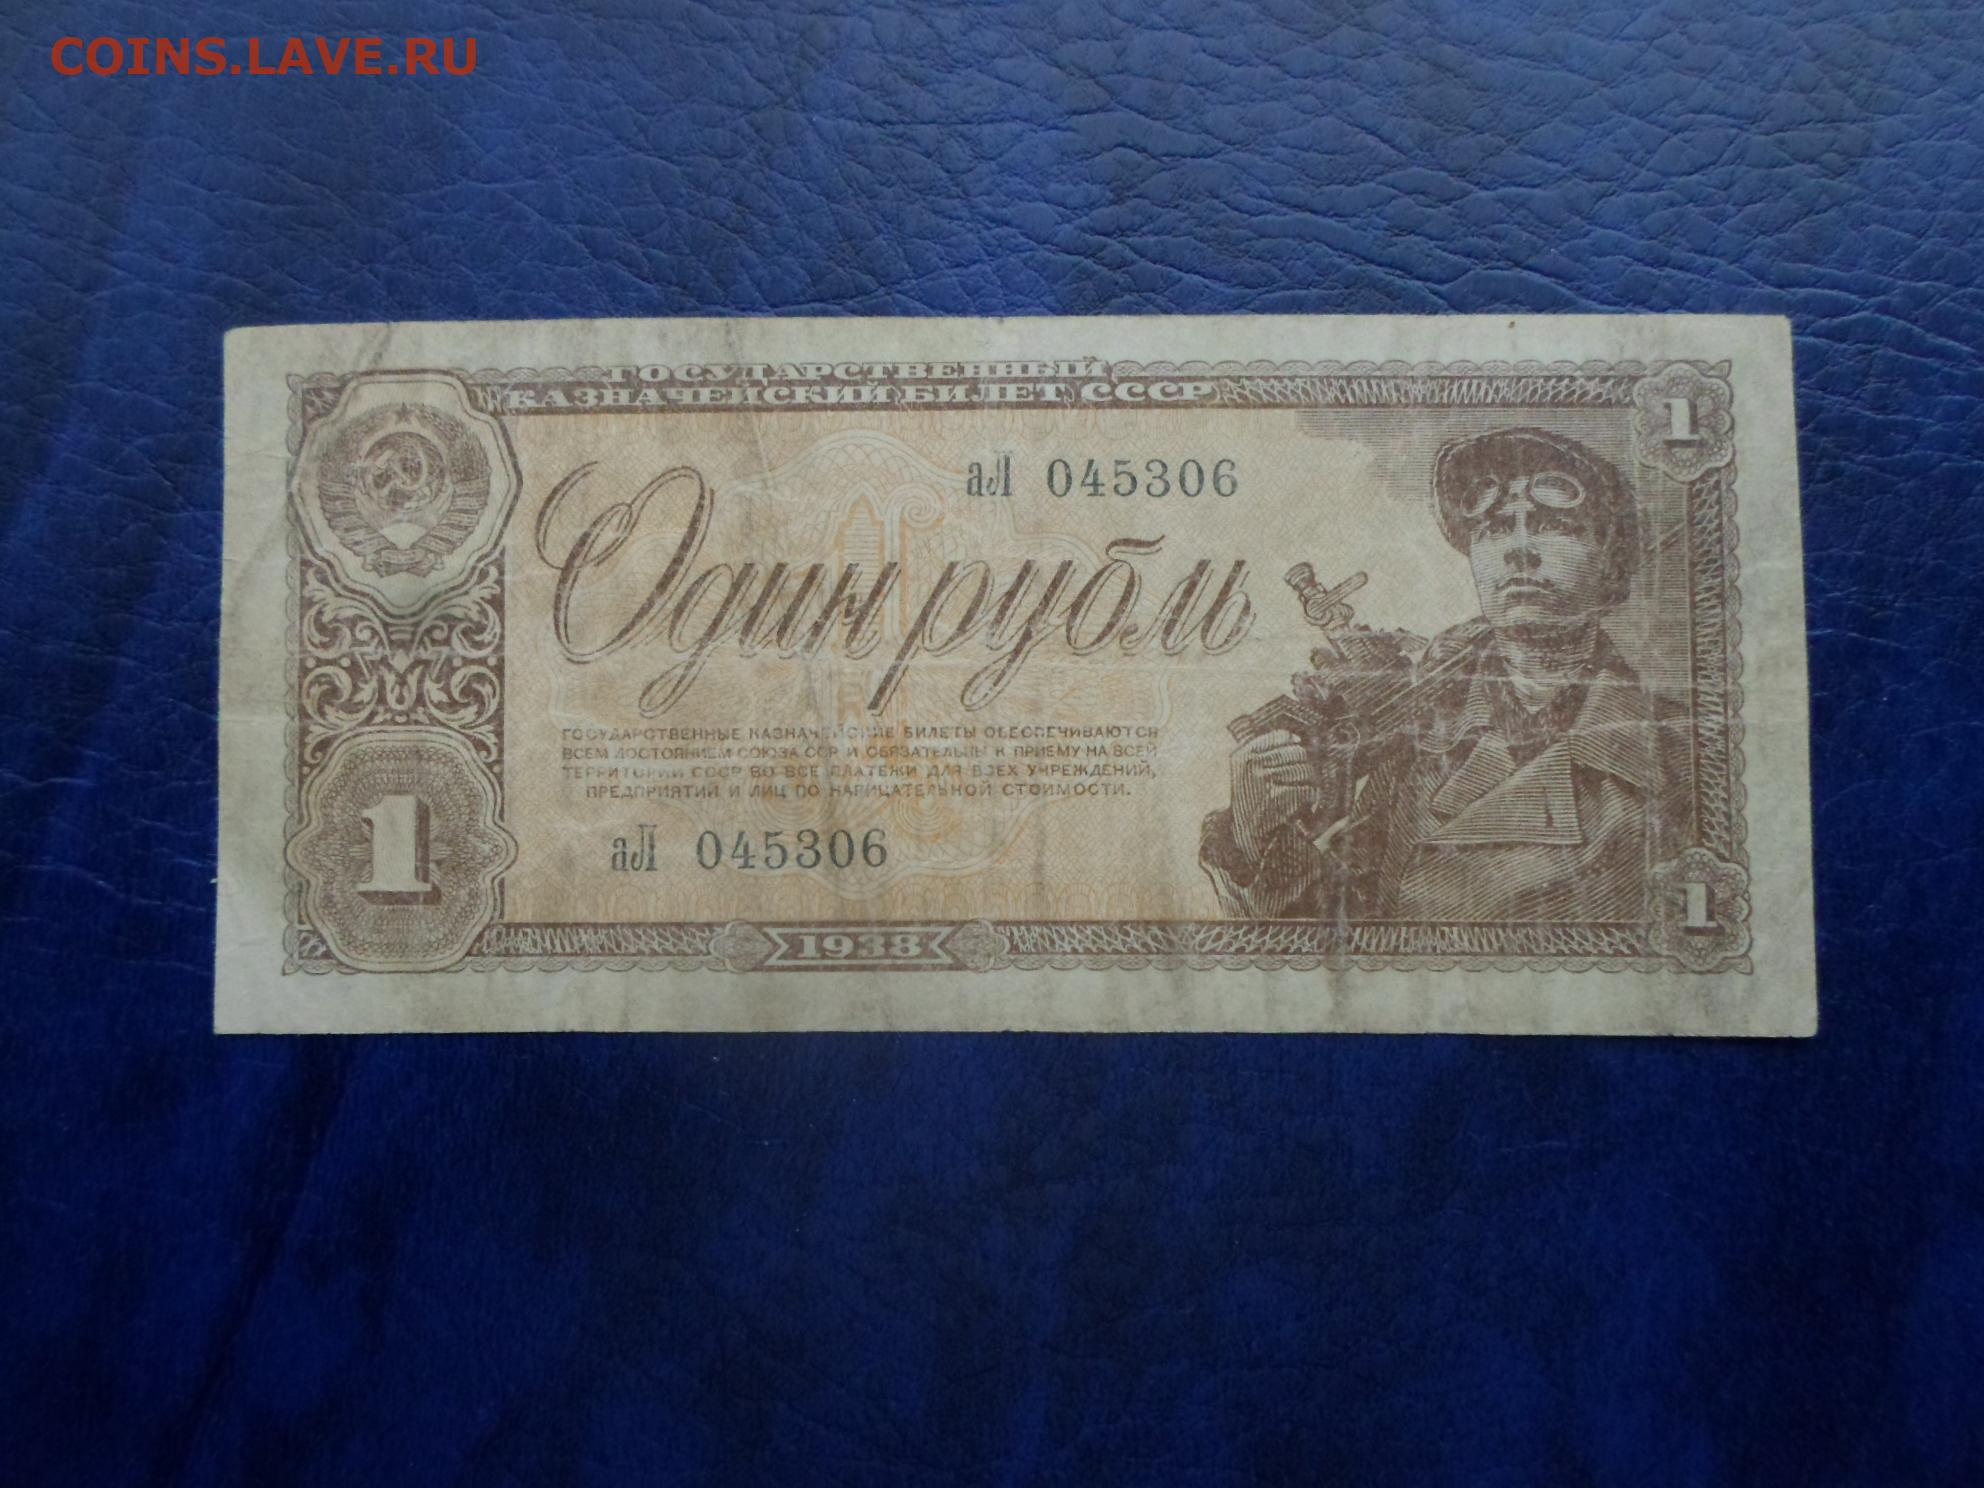 COINS.LAVE.RU
ГОСУДАРСТВЕННЫЙ
КАЗНАЧЕЙСКИЙ БИЛЕТ СССР
1
аЛ 045306
Один рубль
ГОСУДАРСТВЕННЫЕ КАЗНАЧЕЙСКИЕ БИЛЕТЫ ОБЕСПЕЧИВАЮТСЯ
ВСЕМ ДОСТОЯНИЕМ СОЮЗА ССР И ОБЯЗАТЕЛЬНЫ К ПРИЕМУ НА ВСЕЙ
ТЕРРИТОРИИ СССР ВО ВСЕ ПЛАТЕЖИ ДЛЯ ВСЕХ УЧРЕЖДЕНИЙ,
ПРЕДПРИЯТИЙ И ЛИЦ ПО НАРИЦАТЕЛЬНОЙ СТОИМОСТИ.
1
аЛ 045306
1
1938